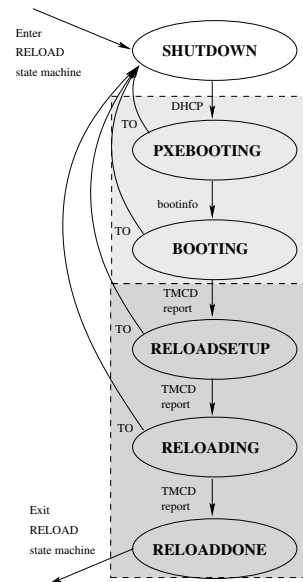 Enter
RELOAD
state machine
SHUTDOWN
DHCP
TO
PXEBOOTING
bootinfo
TO
BOOTING
TMCD
report
TO
RELOADSETUP
TMCD
report
TO
RELOADING
TMCD
report
Exit
RELOAD
state machine
RELOADDONE